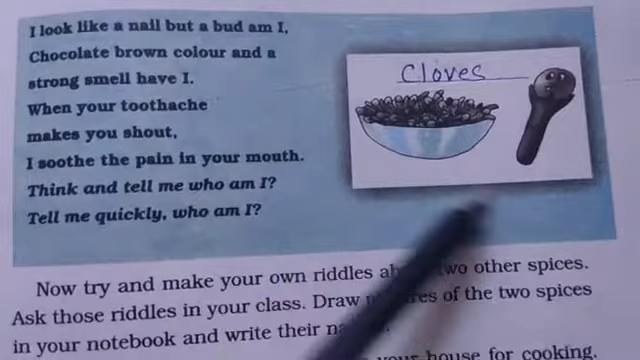 I look like a nail but a bud am I,
Chocolate brown colour and a
strong smell have I.
When your toothache
makes you shout,
I soothe the pain in your mouth.
Think and tell me who am I?
Tell me quickly, who am I?
Cloves
Now try and make your own riddles two other spices.
Ask those riddles in your class. Draw of the two spices
in your notebook and write their
house for cooking.